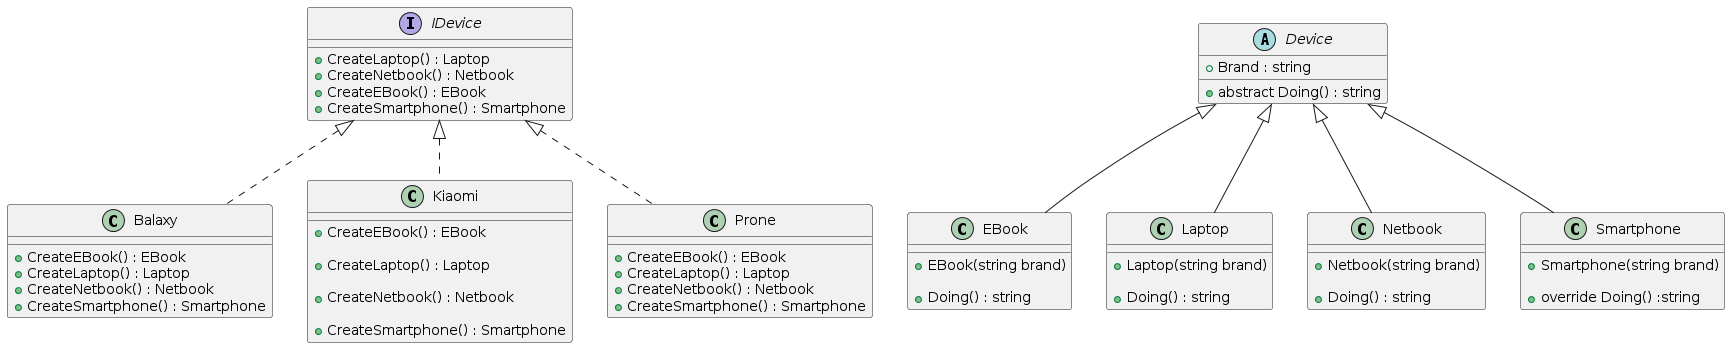 I IDevice
CreateLaptop() : Laptop
CreateNetbook() : Netbook
CreateEBook() : EBook
CreateSmartphone() : Smartphone
A Device
Brand : string
abstract Doing() : string
C Balaxy
CreateEBook() : EBook
CreateLaptop() : Laptop
CreateNetbook() : Netbook
CreateSmartphone() : Smartphone
C Kiaomi
CreateEBook() : EBook
CreateLaptop() : Laptop
CreateNetbook() : Netbook
CreateSmartphone() : Smartphone
C Prone
CreateEBook() : EBook
CreateLaptop() : Laptop
CreateNetbook() : Netbook
CreateSmartphone() : Smartphone
C EBook
EBook(string brand)
Doing() : string
C Laptop
Laptop(string brand)
Doing() : string
C Netbook
Netbook(string brand)
Doing() : string
C Smartphone
Smartphone(string brand)
override Doing() :string